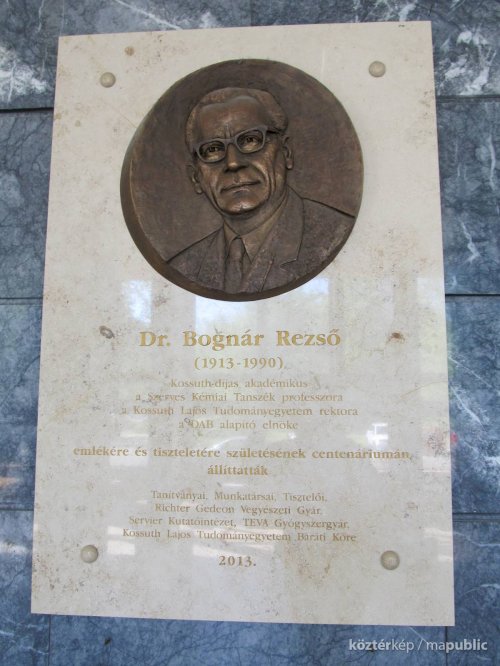 Dr. Bognár Rezső
(1913-1990)
Kossuth-díjas akadémikus
a Szerves Kémiai Tanszék professzora
a Kossuth Lajos Tudományegyetem rektora
a DAB alapító elnöke
emlékére és tiszteletére születésének centenáriumán,
állíttatták
Tanítványai, Munkatársai, Tisztelői,
Richter Gedeon Vegyészeti Gyár,
Servier Kutatóintézet, TEVA Gyógyszergyár,
Kossuth Lajos Tudományegyetem Baráti Köre
2013.
köztérkép / mapublic